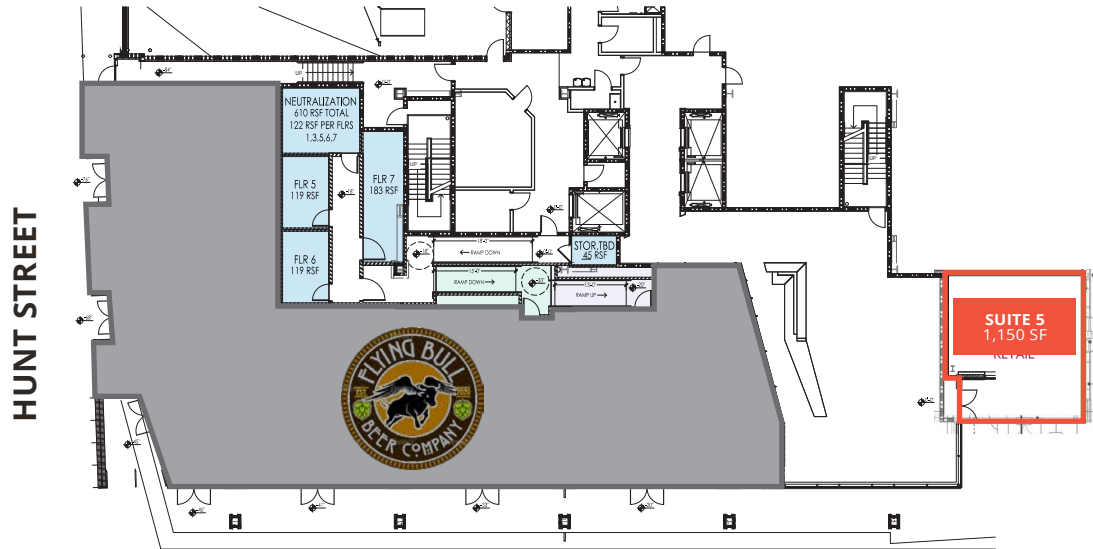 HUNT STREET
UP
NEUTRALIZATION
610 RSF TOTAL
122 RSF PER FLRS
1,3,5,6,7
FLR 5
119 RSF
FLR 7
183 RSF
FLR 6
119 RSF
UP
UP
RAMP DOWN
STOR.TBD
45 RSF
RAMP DOWN
RAMP UP
SUITE 5
1,150 SF
RETAIL
FLYING BULL
BEER COMPANY